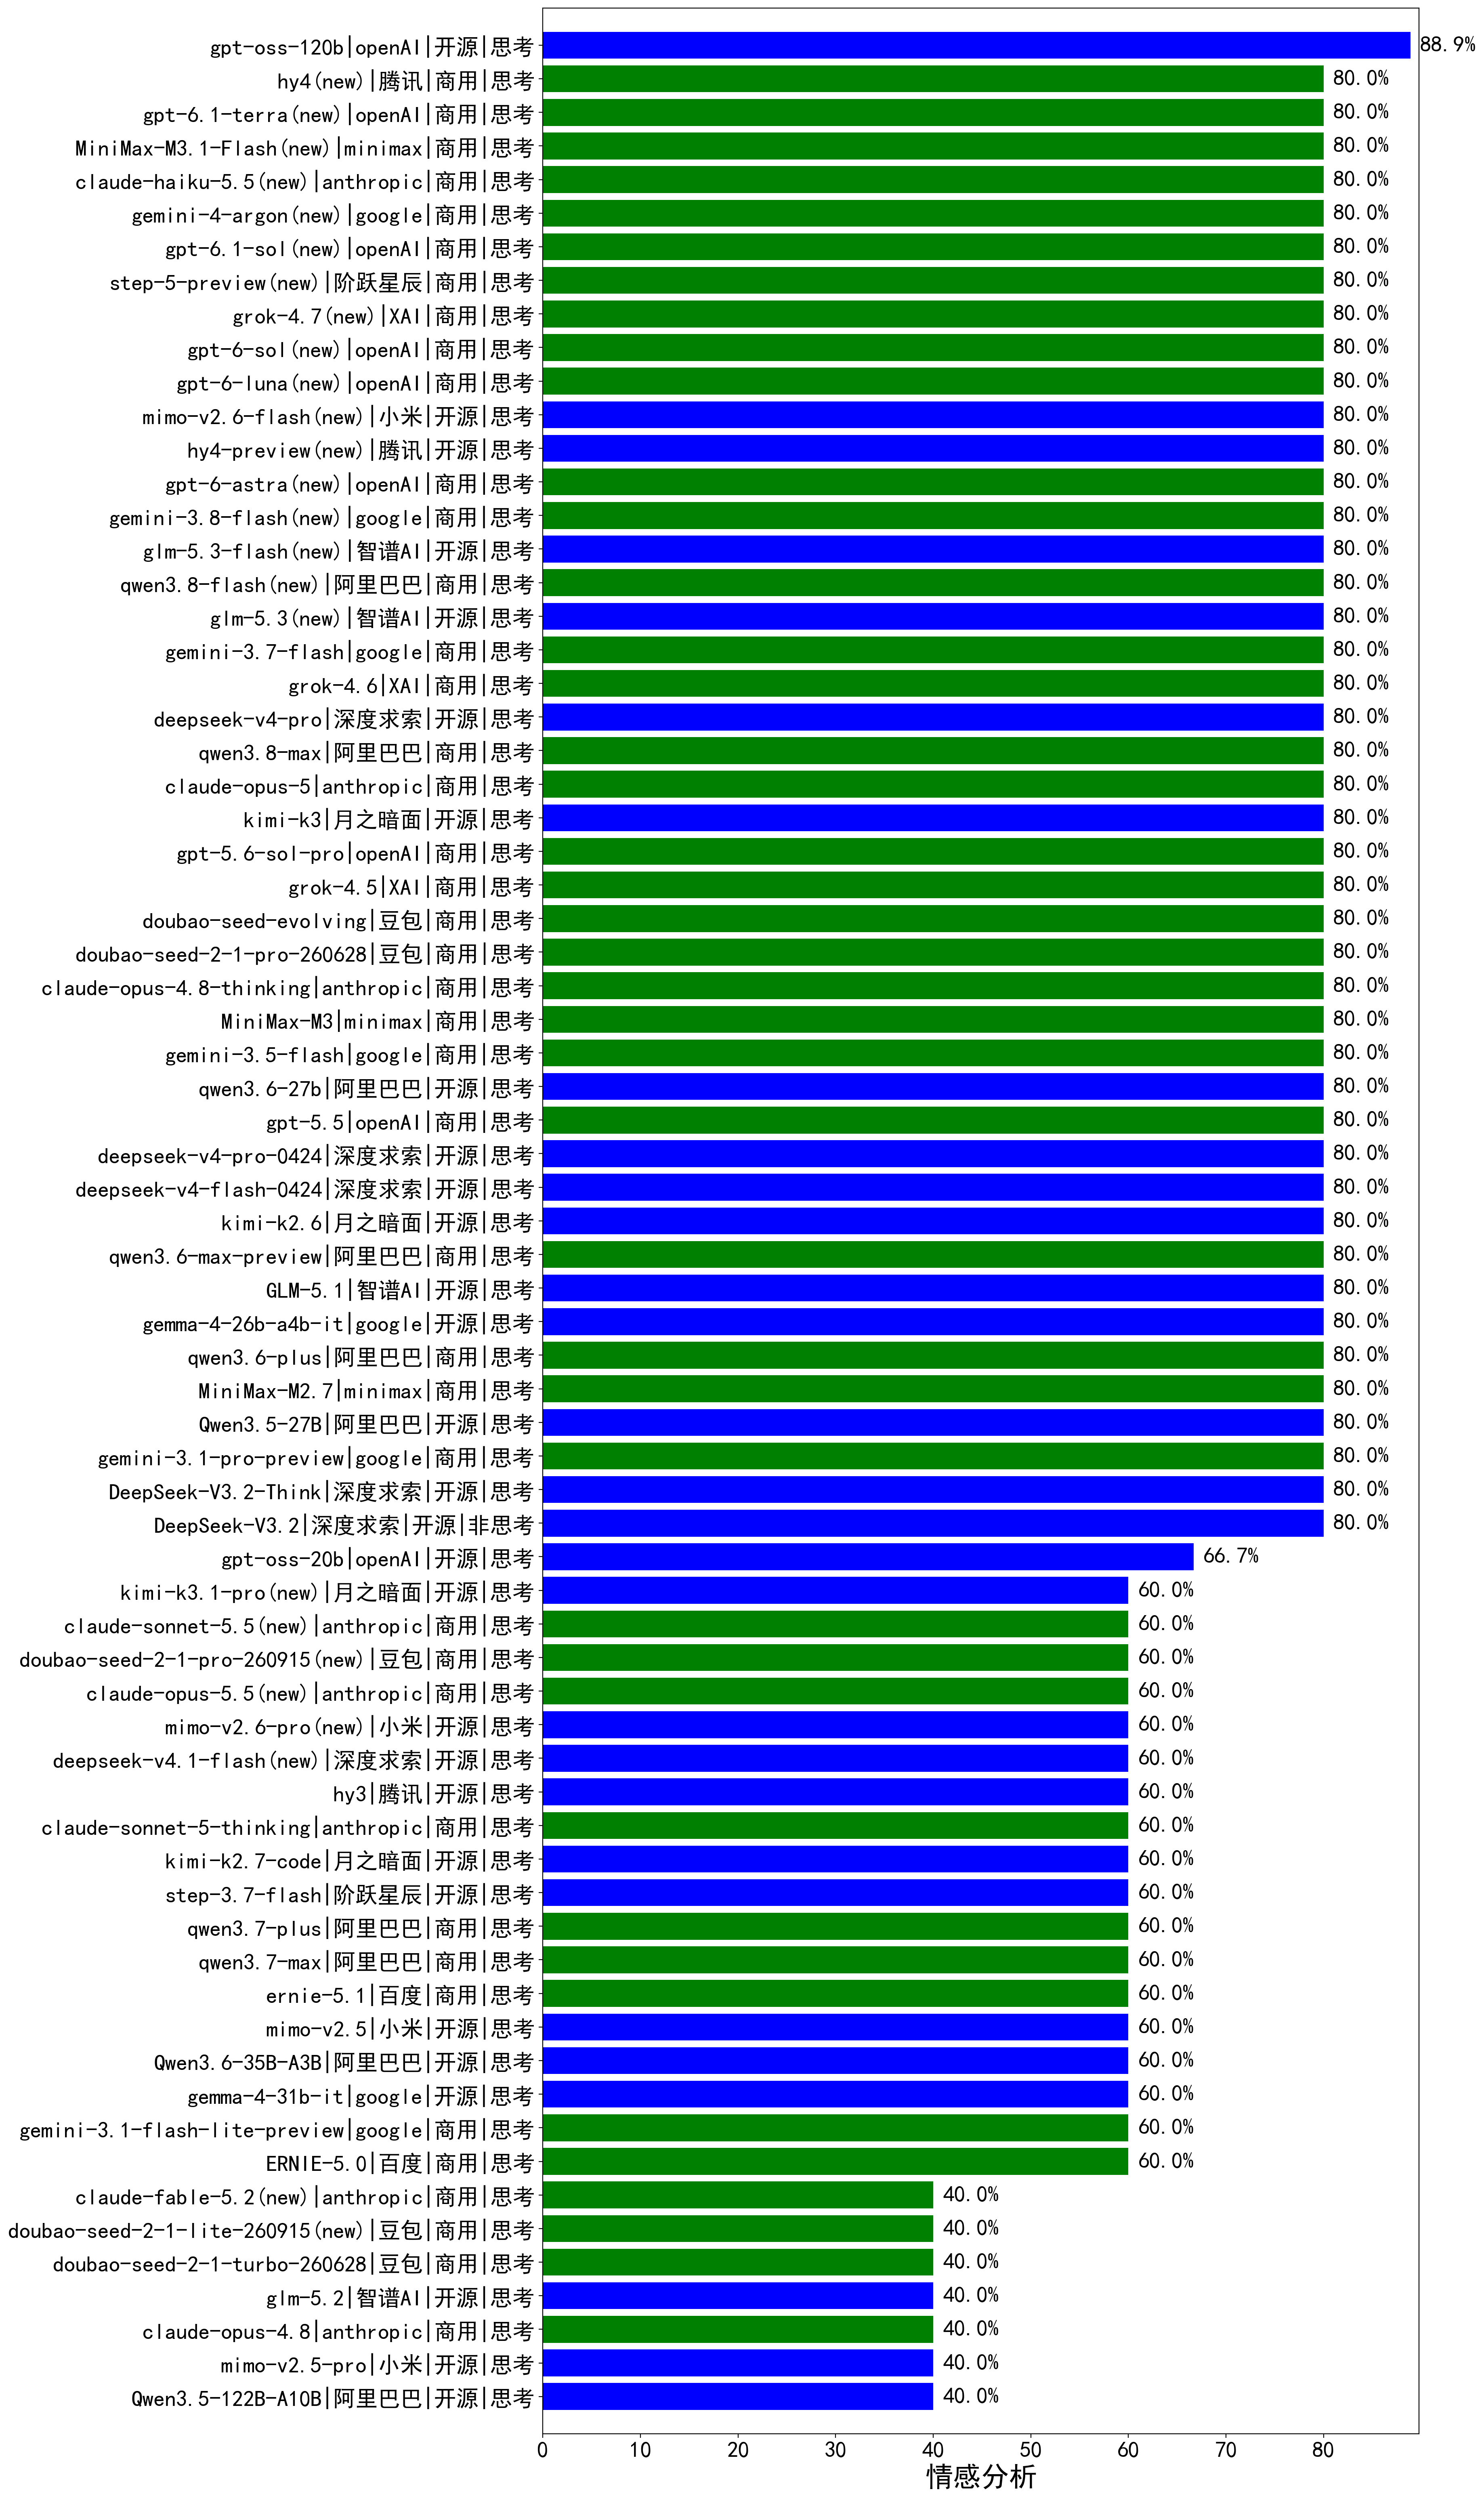 gpt-oss-120b|openAI|开源|思考 88.9%
hy4(new)|腾讯|商用|思考 80.0%
gpt-6.1-terra(new)|openAI|商用|思考 80.0%
MiniMax-M3.1-Flash(new)|minimax|商用|思考 80.0%
claude-haiku-5.5(new)|anthropic|商用|思考 80.0%
gemini-4-argon(new)|google|商用|思考 80.0%
gpt-6.1-sol(new)|openAI|商用|思考 80.0%
step-5-preview(new)|阶跃星辰|商用|思考 80.0%
grok-4.7(new)|XAI|商用|思考 80.0%
gpt-6-sol(new)|openAI|商用|思考 80.0%
gpt-6-luna(new)|openAI|商用|思考 80.0%
mimo-v2.6-flash(new)|小米|开源|思考 80.0%
hy4-preview(new)|腾讯|开源|思考 80.0%
gpt-6-astra(new)|openAI|商用|思考 80.0%
gemini-3.8-flash(new)|google|商用|思考 80.0%
glm-5.3-flash(new)|智谱AI|开源|思考 80.0%
qwen3.8-flash(new)|阿里巴巴|商用|思考 80.0%
glm-5.3(new)|智谱AI|开源|思考 80.0%
gemini-3.7-flash|google|商用|思考 80.0%
grok-4.6|XAI|商用|思考 80.0%
deepseek-v4-pro|深度求索|开源|思考 80.0%
qwen3.8-max|阿里巴巴|商用|思考 80.0%
claude-opus-5|anthropic|商用|思考 80.0%
kimi-k3|月之暗面|开源|思考 80.0%
gpt-5.6-sol-pro|openAI|商用|思考 80.0%
grok-4.5|XAI|商用|思考 80.0%
doubao-seed-evolving|豆包|商用|思考 80.0%
doubao-seed-2-1-pro-260628|豆包|商用|思考 80.0%
claude-opus-4.8-thinking|anthropic|商用|思考 80.0%
MiniMax-M3|minimax|商用|思考 80.0%
gemini-3.5-flash|google|商用|思考 80.0%
qwen3.6-27b|阿里巴巴|开源|思考 80.0%
gpt-5.5|openAI|商用|思考 80.0%
deepseek-v4-pro-0424|深度求索|开源|思考 80.0%
deepseek-v4-flash-0424|深度求索|开源|思考 80.0%
kimi-k2.6|月之暗面|开源|思考 80.0%
qwen3.6-max-preview|阿里巴巴|商用|思考 80.0%
GLM-5.1|智谱AI|开源|思考 80.0%
gemma-4-26b-a4b-it|google|开源|思考 80.0%
qwen3.6-plus|阿里巴巴|商用|思考 80.0%
MiniMax-M2.7|minimax|商用|思考 80.0%
Qwen3.5-27B|阿里巴巴|开源|思考 80.0%
gemini-3.1-pro-preview|google|商用|思考 80.0%
DeepSeek-V3.2-Think|深度求索|开源|思考 80.0%
DeepSeek-V3.2|深度求索|开源|非思考 80.0%
gpt-oss-20b|openAI|开源|思考 66.7%
kimi-k3.1-pro(new)|月之暗面|开源|思考 60.0%
claude-sonnet-5.5(new)|anthropic|商用|思考 60.0%
doubao-seed-2-1-pro-260915(new)|豆包|商用|思考 60.0%
claude-opus-5.5(new)|anthropic|商用|思考 60.0%
mimo-v2.6-pro(new)|小米|开源|思考 60.0%
deepseek-v4.1-flash(new)|深度求索|开源|思考 60.0%
hy3|腾讯|开源|思考 60.0%
claude-sonnet-5-thinking|anthropic|商用|思考 60.0%
kimi-k2.7-code|月之暗面|开源|思考 60.0%
step-3.7-flash|阶跃星辰|开源|思考 60.0%
qwen3.7-plus|阿里巴巴|商用|思考 60.0%
qwen3.7-max|阿里巴巴|商用|思考 60.0%
ernie-5.1|百度|商用|思考 60.0%
mimo-v2.5|小米|开源|思考 60.0%
Qwen3.6-35B-A3B|阿里巴巴|开源|思考 60.0%
gemma-4-31b-it|google|开源|思考 60.0%
gemini-3.1-flash-lite-preview|google|商用|思考 60.0%
ERNIE-5.0|百度|商用|思考 60.0%
claude-fable-5.2(new)|anthropic|商用|思考 40.0%
doubao-seed-2-1-lite-260915(new)|豆包|商用|思考 40.0%
doubao-seed-2-1-turbo-260628|豆包|商用|思考 40.0%
glm-5.2|智谱AI|开源|思考 40.0%
claude-opus-4.8|anthropic|商用|思考 40.0%
mimo-v2.5-pro|小米|开源|思考 40.0%
Qwen3.5-122B-A10B|阿里巴巴|开源|思考 40.0%
0 10 20 30 40 50 60 70 80
情感分析